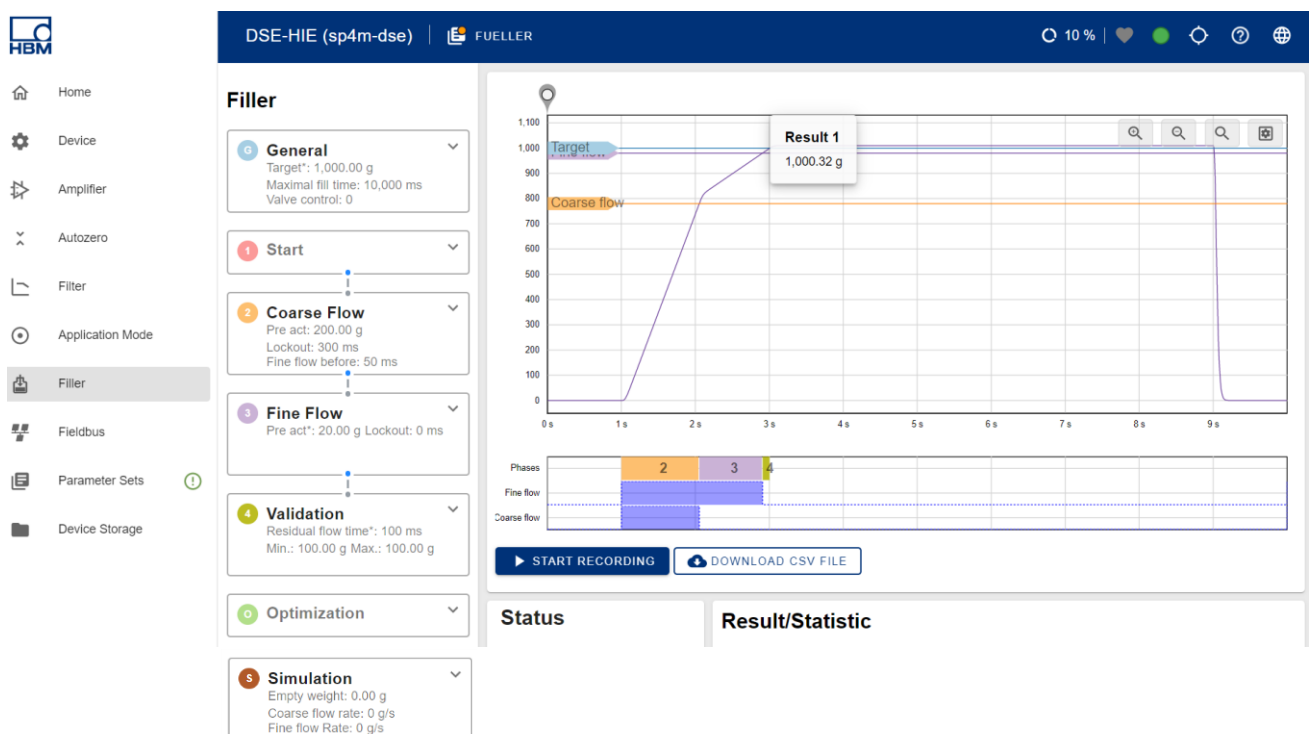 HBM
DSE-HIE (sp4m-dse)
FUELLER
10 %
Home
Device
Amplifier
Autozero
Filter
Application Mode
Filler
Fieldbus
Parameter Sets
Device Storage
Filler
G General
Target*: 1,000.00 g
Maximal fill time: 10,000 ms
Valve control: 0
1 Start
2 Coarse Flow
Pre act: 200.00 g
Lockout: 300 ms
Fine flow before: 50 ms
3 Fine Flow
Pre act*: 20.00 g Lockout: 0 ms
4 Validation
Residual flow time*: 100 ms
Min.: 100.00 g Max.: 100.00 g
O Optimization
S Simulation
Empty weight: 0.00 g
Coarse flow rate: 0 g/s
Fine flow Rate: 0 g/s
1,100
1,000
900
800
700
600
500
400
300
200
100
0
Target
Fine flow
Coarse flow
Result 1
1,000.32 g
0 s 1 s 2 s 3 s 4 s 5 s 6 s 7 s 8 s 9 s
Phases 2 3 4
Fine flow
Coarse flow
START RECORDING
DOWNLOAD CSV FILE
Status
Result/Statistic